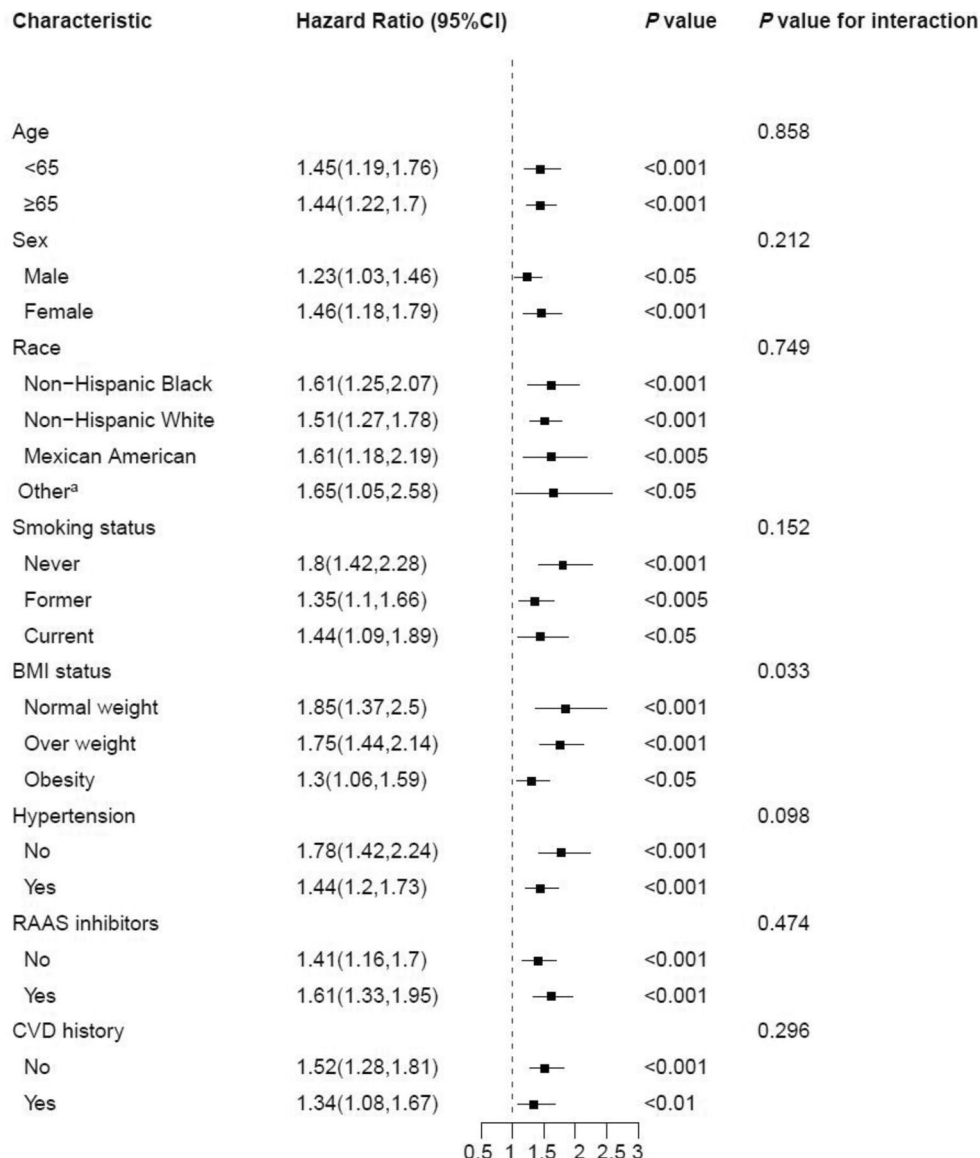 Characteristic Hazard Ratio (95%CI) P value P value for interaction
Age 0.858
<65 1.45(1.19,1.76) <0.001
≥65 1.44(1.22,1.7) <0.001
Sex 0.212
Male 1.23(1.03,1.46) <0.05
Female 1.46(1.18,1.79) <0.001
Race 0.749
Non−Hispanic Black 1.61(1.25,2.07) <0.001
Non−Hispanic White 1.51(1.27,1.78) <0.001
Mexican American 1.61(1.18,2.19) <0.005
Otherᵃ 1.65(1.05,2.58) <0.05
Smoking status 0.152
Never 1.8(1.42,2.28) <0.001
Former 1.35(1.1,1.66) <0.005
Current 1.44(1.09,1.89) <0.05
BMI status 0.033
Normal weight 1.85(1.37,2.5) <0.001
Over weight 1.75(1.44,2.14) <0.001
Obesity 1.3(1.06,1.59) <0.05
Hypertension 0.098
No 1.78(1.42,2.24) <0.001
Yes 1.44(1.2,1.73) <0.001
RAAS inhibitors 0.474
No 1.41(1.16,1.7) <0.001
Yes 1.61(1.33,1.95) <0.001
CVD history 0.296
No 1.52(1.28,1.81) <0.001
Yes 1.34(1.08,1.67) <0.01
0.5 1 1.5 2 2.5 3